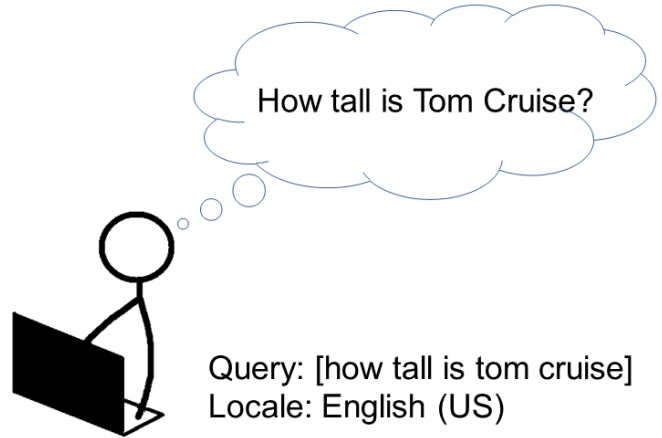 How tall is Tom Cruise?
Query: [how tall is tom cruise]
Locale: English (US)